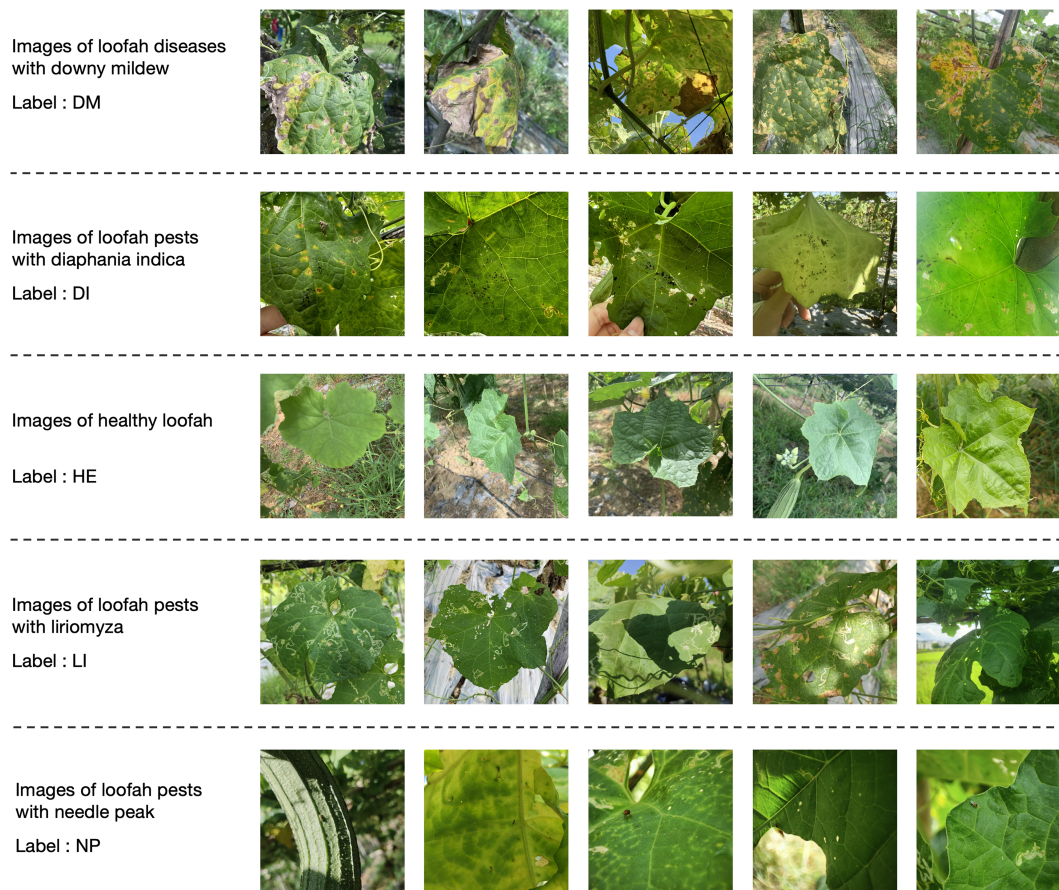 Images of loofah diseases
with downy mildew
Label : DM
Images of loofah pests
with diaphania indica
Label : DI
Images of healthy loofah
Label : HE
Images of loofah pests
with liriomyza
Label : LI
Images of loofah pests
with needle peak
Label : NP